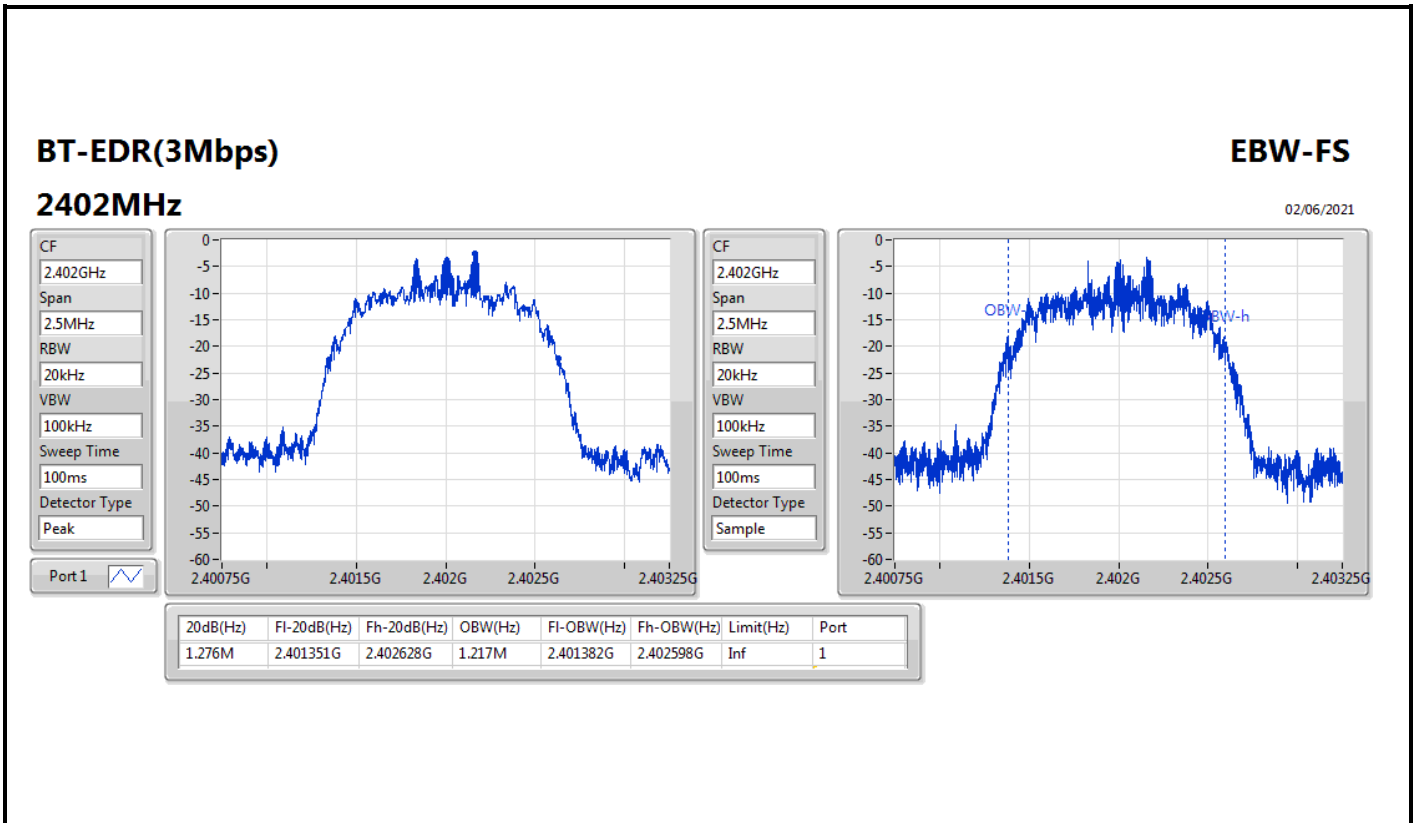 BT-EDR(3Mbps)
EBW-FS
2402MHz
02/06/2021
CF
2.402GHz
Span
2.5MHz
RBW
20kHz
VBW
100kHz
Sweep Time
100ms
Detector Type
Peak
Port 1
0
-5
-10
-15
-20
-25
-30
-35
-40
-45
-50
-55
-60
2.40075G 2.4015G 2.402G 2.4025G 2.40325G
CF
2.402GHz
Span
2.5MHz
RBW
20kHz
VBW
100kHz
Sweep Time
100ms
Detector Type
Sample
0
-5
-10
-15
-20
-25
-30
-35
-40
-45
-50
-55
-60
OBW-
BW-h
2.40075G 2.4015G 2.402G 2.4025G 2.40325G
20dB(Hz) Fl-20dB(Hz) Fh-20dB(Hz) OBW(Hz) Fl-OBW(Hz) Fh-OBW(Hz) Limit(Hz) Port
1.276M 2.401351G 2.402628G 1.217M 2.401382G 2.402598G Inf 1